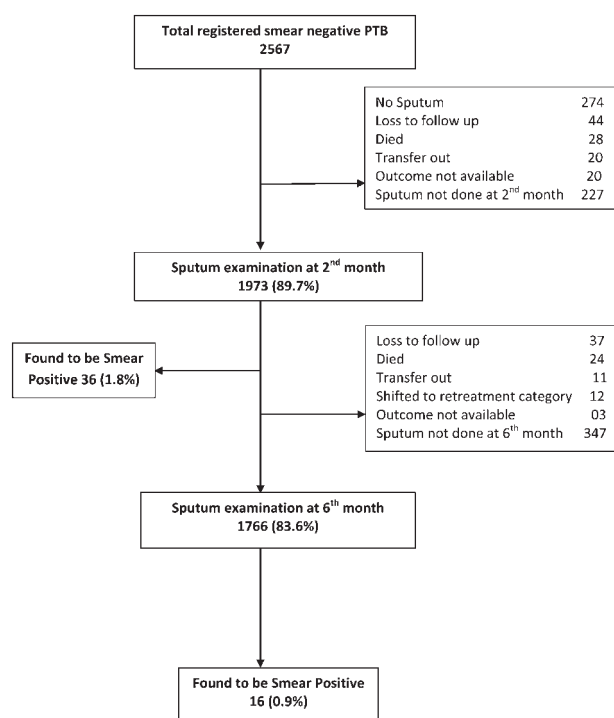 Total registered smear negative PTB
2567
No Sputum 274
Loss to follow up 44
Died 28
Transfer out 20
Outcome not available 20
Sputum not done at 2nd month 227
Sputum examination at 2nd month
1973 (89.7%)
Found to be Smear
Positive 36 (1.8%)
Loss to follow up 37
Died 24
Transfer out 11
Shifted to retreatment category 12
Outcome not available 03
Sputum not done at 6th month 347
Sputum examination at 6th month
1766 (83.6%)
Found to be Smear Positive
16 (0.9%)